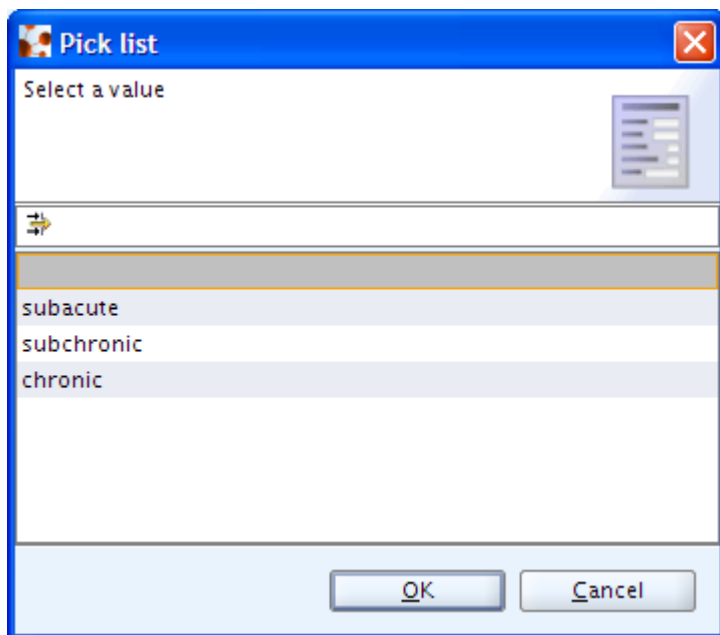 Pick list
Select a value
subacute
subchronic
chronic
OK
Cancel